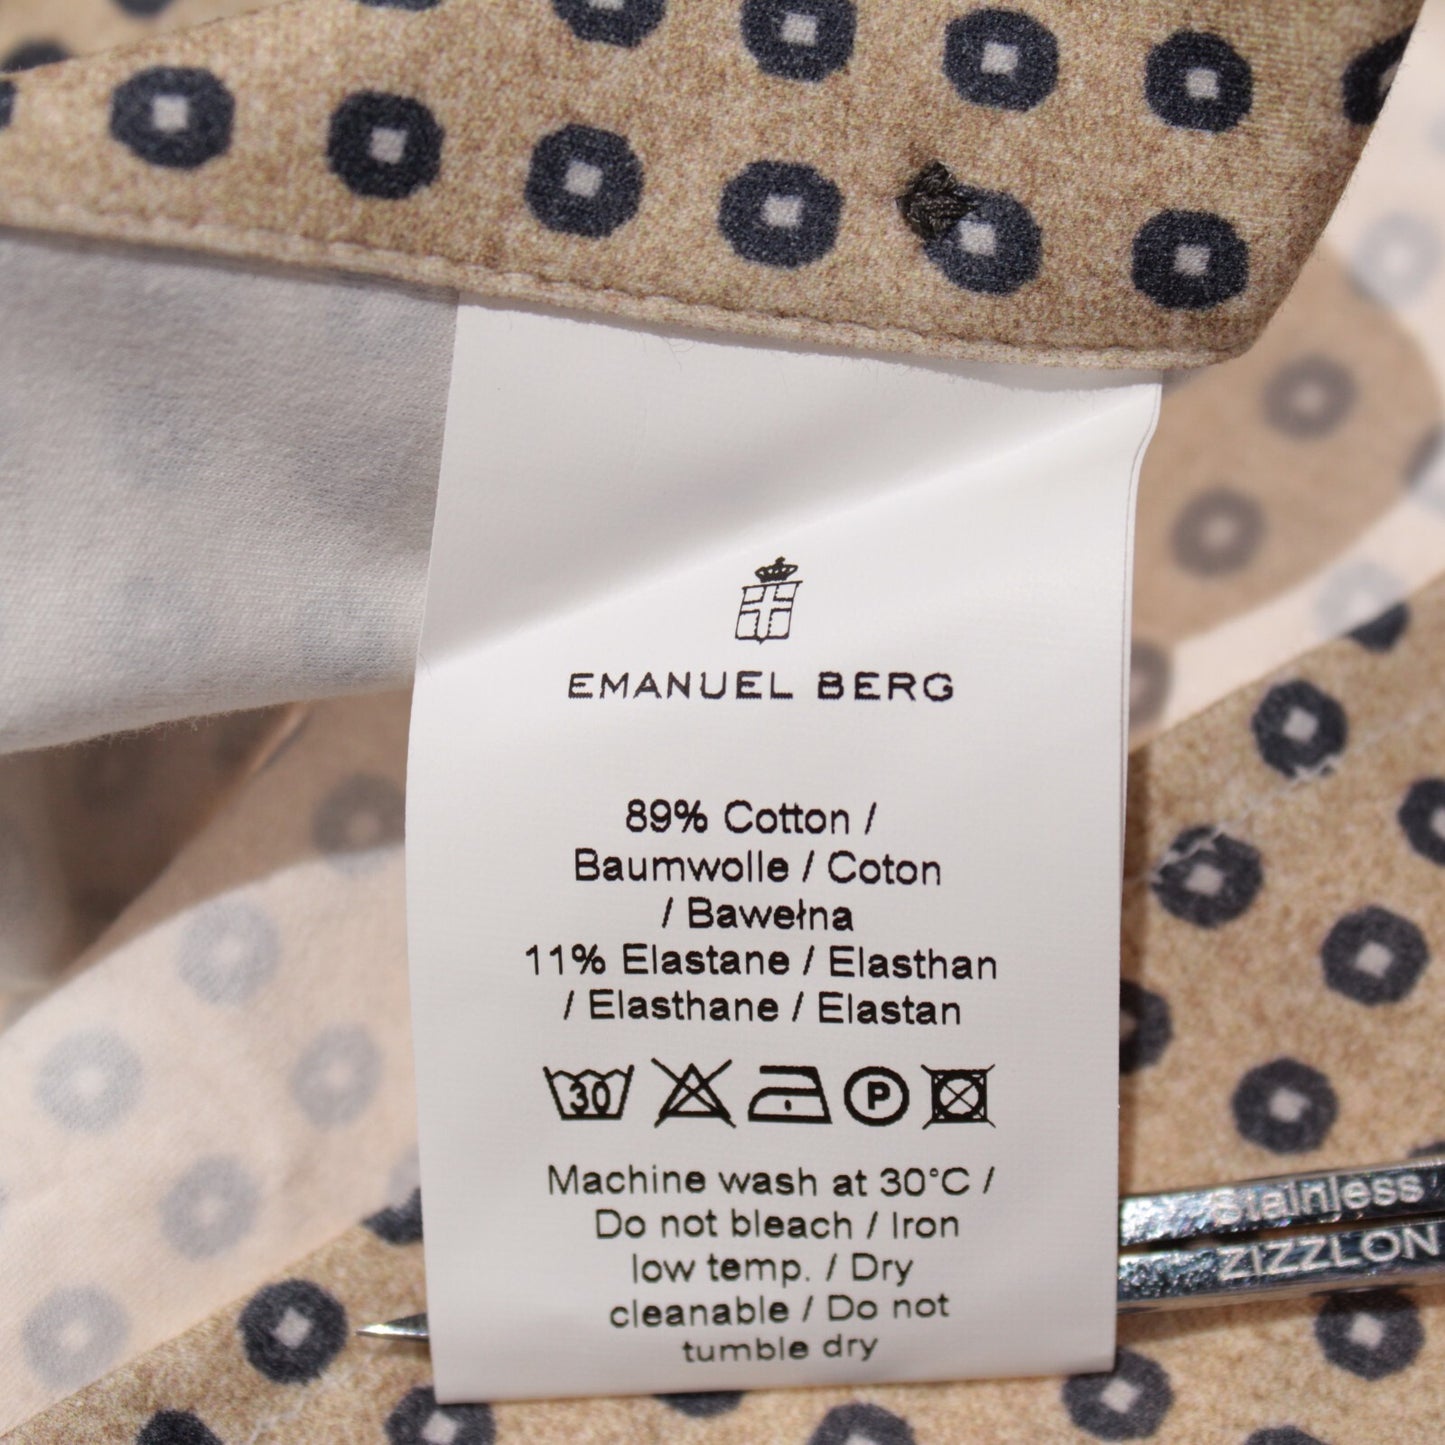 EMANUEL BERG
89% Cotton /
Baumwolle / Coton
/ Bawełna
11% Elastane / Elasthan
/ Elasthane / Elastan
30 P
Machine wash at 30°C /
Do not bleach / Iron
low temp. / Dry
cleanable / Do not
tumble dry
Stainless
ZIZZLON